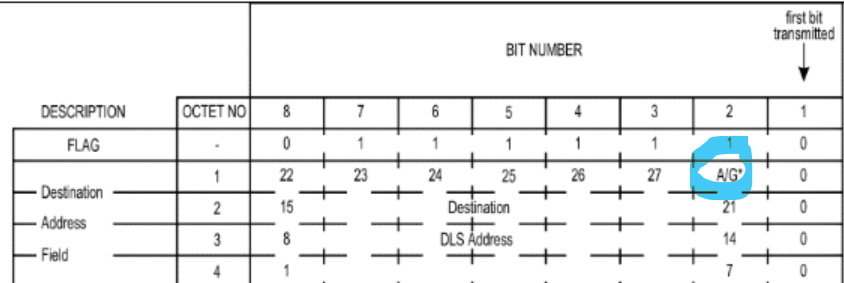 first bit
transmitted
BIT NUMBER
DESCRIPTION OCTET NO 8 7 6 5 4 3 2 1
FLAG - 0 1 1 1 1 1 1 0
1 22 23 24 25 26 27 A/G* 0
Destination
2 15 Destination 21 0
Address
3 8 DLS Address 14 0
Field
4 1 7 0